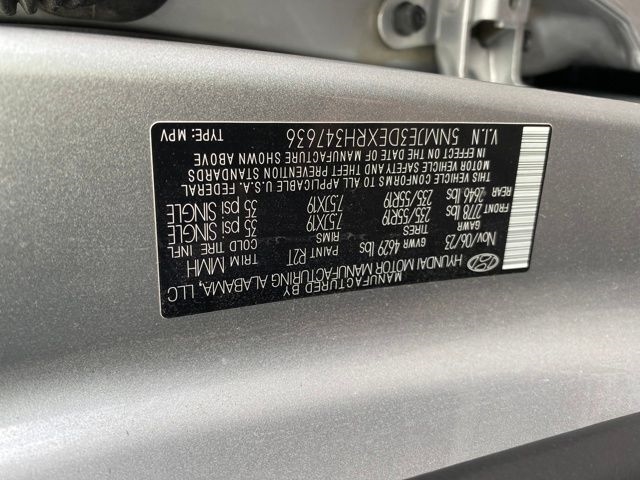 MANUFACTURED BY
HYUNDAI MOTOR MANUFACTURING ALABAMA, LLC
Nov/06/23 GVWR 4629 lbs PAINT R2T TRIM MMH
GAWR TIRES RIMS COLD TIRE INFL
FRONT 2778 lbs 235/55R19 7.5JX19 35 psi SINGLE
REAR 2646 lbs 235/55R19 7.5JX19 35 psi SINGLE
THIS VEHICLE CONFORMS TO ALL APPLICABLE U.S.A. FEDERAL
MOTOR VEHICLE SAFETY AND THEFT PREVENTION STANDARDS
IN EFFECT ON THE DATE OF MANUFACTURE SHOWN ABOVE
V.I.N 5NMJE3DEXRH347636 TYPE: MPV